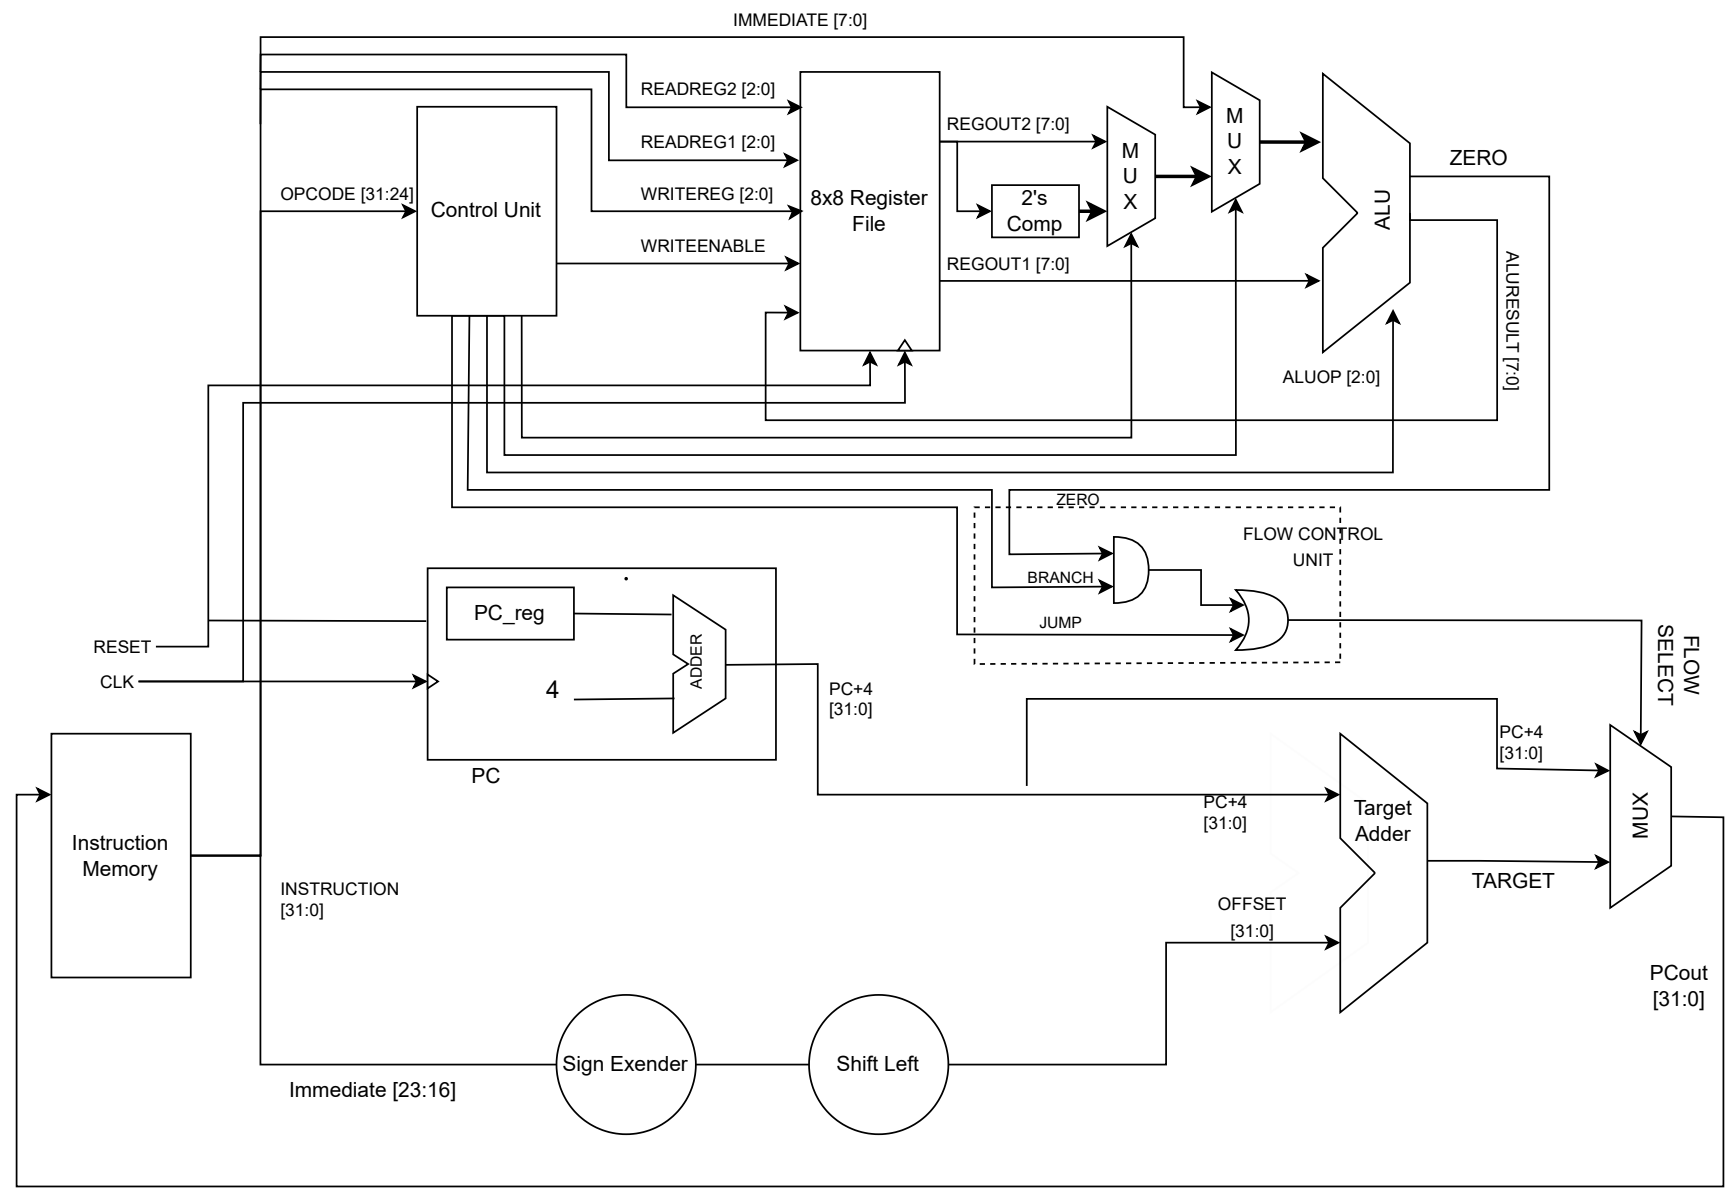 IMMEDIATE [7:0]
READREG2 [2:0]
READREG1 [2:0]
OPCODE [31:24]
WRITEREG [2:0]
WRITEENABLE
Control Unit
8x8 Register
File
REGOUT2 [7:0]
2's
Comp
REGOUT1 [7:0]
M
U
X
M
U
X
ALU
ZERO
ALURESULT [7:0]
ALUOP [2:0]
ZERO
FLOW CONTROL
UNIT
BRANCH
JUMP
FLOW
SELECT
PC_reg
4
ADDER
PC
RESET
CLK
PC+4
[31:0]
PC+4
[31:0]
PC+4
[31:0]
Target
Adder
MUX
TARGET
Instruction
Memory
INSTRUCTION
[31:0]
OFFSET
[31:0]
PCout
[31:0]
Sign Exender
Shift Left
Immediate [23:16]